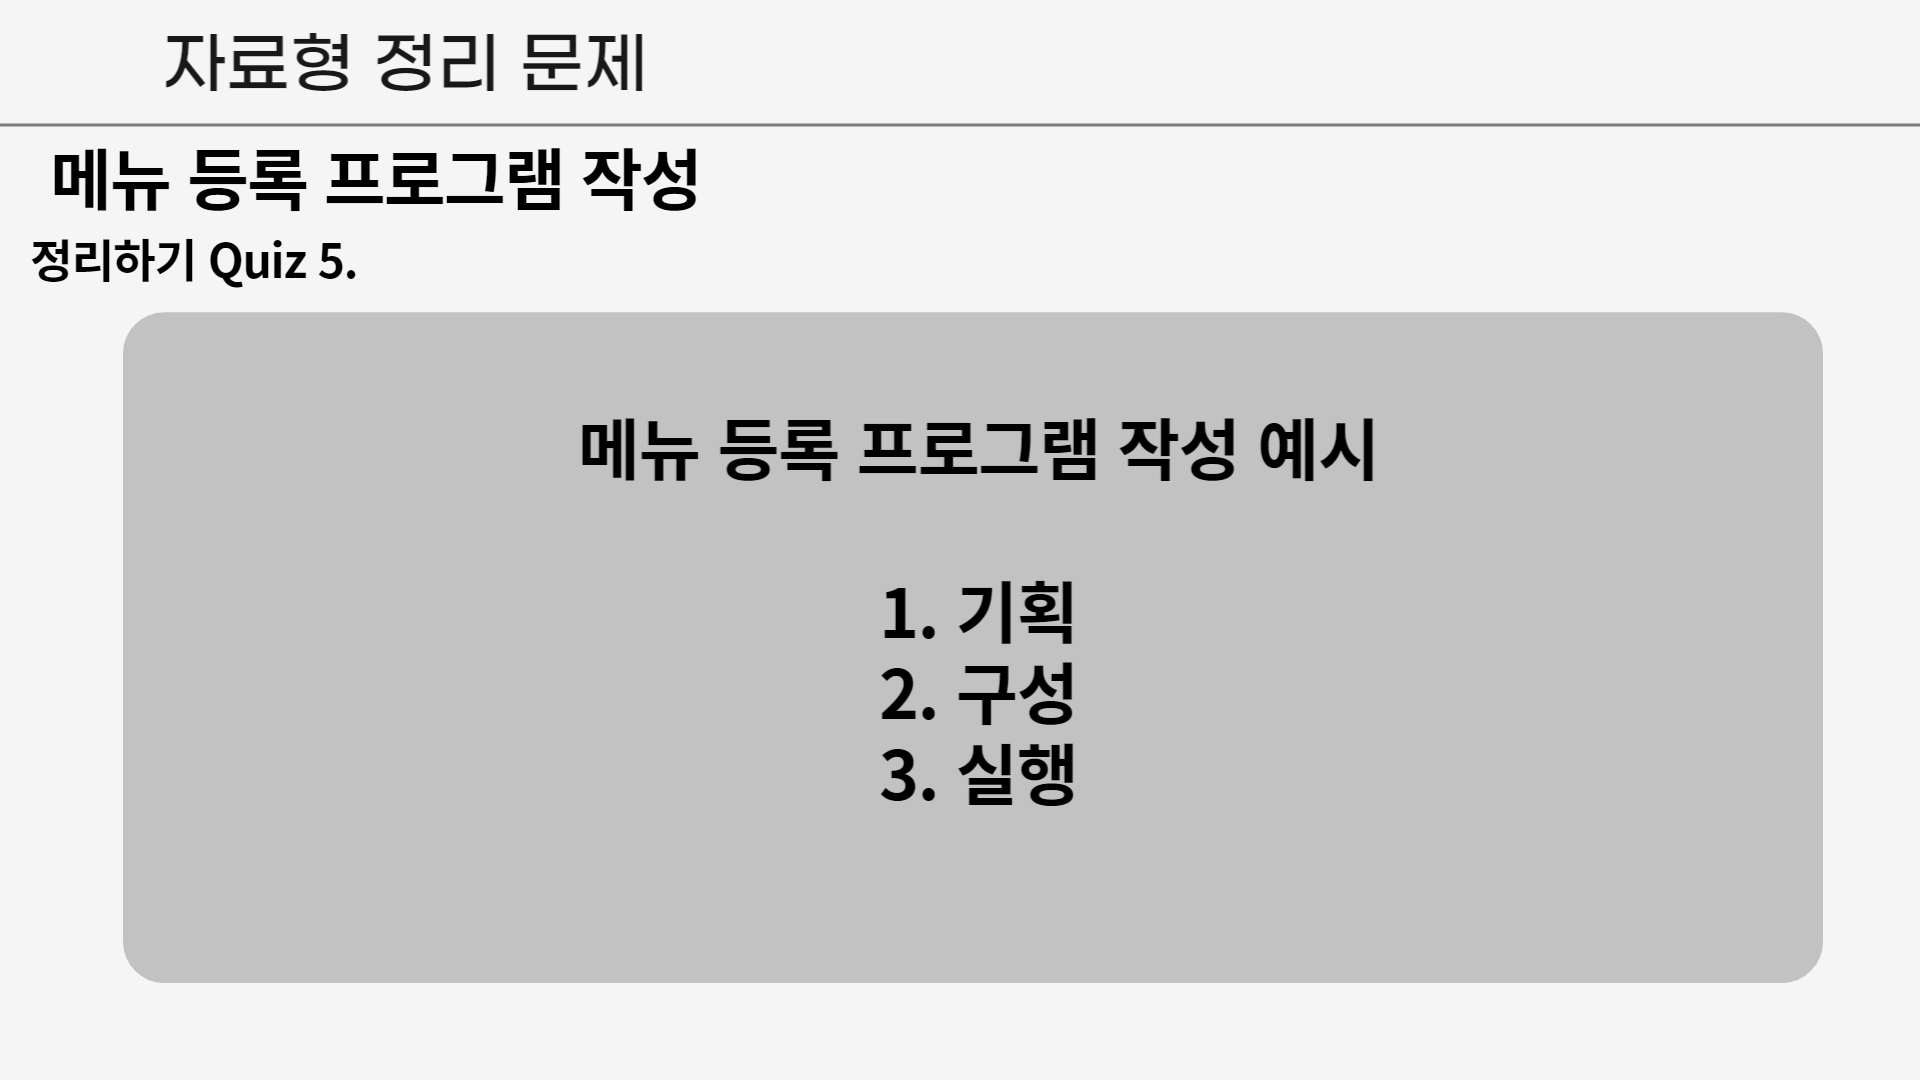 자료형 정리 문제
메뉴 등록 프로그램 작성
정리하기 Quiz 5.
메뉴 등록 프로그램 작성 예시
1. 기획
2. 구성
3. 실행